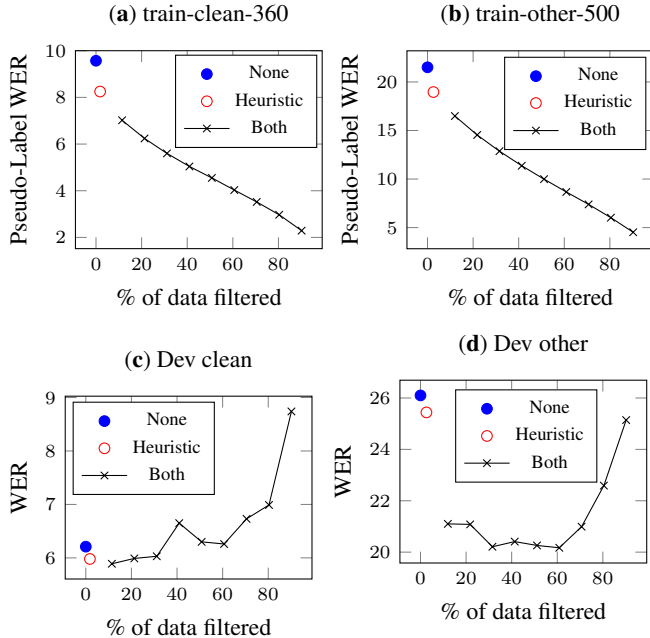 (a) train-clean-360
Pseudo-Label WER
10
8
6
4
2
None
Heuristic
Both
0 20 40 60 80
% of data filtered
(b) train-other-500
Pseudo-Label WER
20
15
10
5
None
Heuristic
Both
0 20 40 60 80
% of data filtered
(c) Dev clean
WER
9
8
7
6
None
Heuristic
Both
0 20 40 60 80
% of data filtered
(d) Dev other
WER
26
24
22
20
None
Heuristic
Both
0 20 40 60 80
% of data filtered